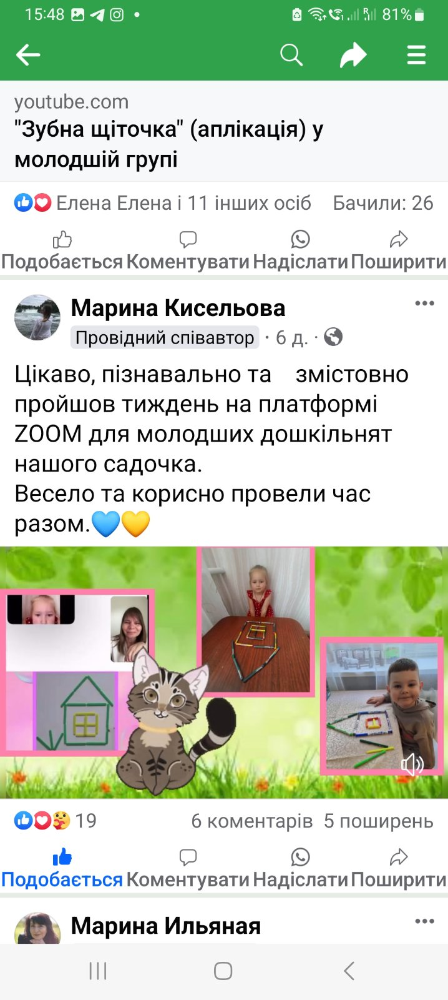 15:48
81%
youtube.com
"Зубна щіточка" (аплікація) у
молодшій групі
Елена Елена і 11 інших осіб Бачили: 26
Подобається Коментувати Надіслати Поширити
Марина Кисельова
Провідний співавтор · 6 д. ·
Цікаво, пізнавально та змістовно
пройшов тиждень на платформі
ZOOM для молодших дошкільнят
нашого садочка.
Весело та корисно провели час
разом.💙💛
19 6 коментарів 5 поширень
Подобається Коментувати Надіслати Поширити
Марина Ильяная